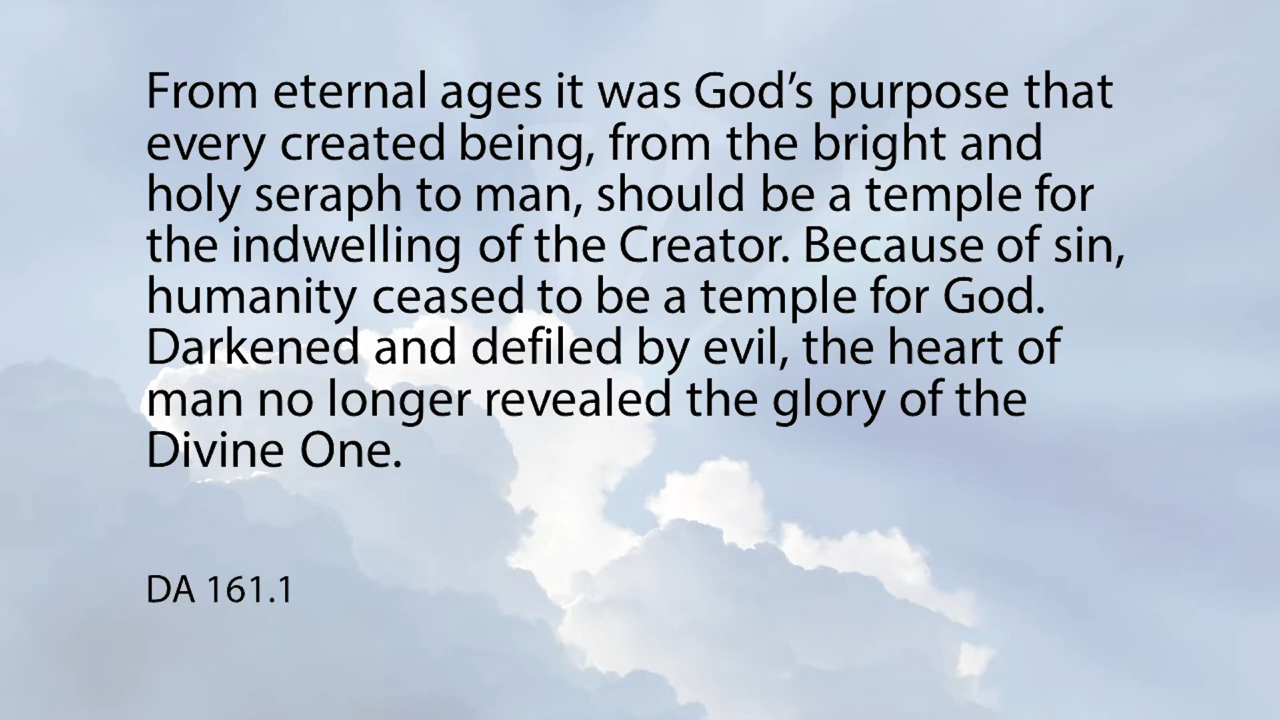 From eternal ages it was God’s purpose that
every created being, from the bright and
holy seraph to man, should be a temple for
the indwelling of the Creator. Because of sin,
humanity ceased to be a temple for God.
Darkened and defiled by evil, the heart of
man no longer revealed the glory of the
Divine One.
DA 161.1